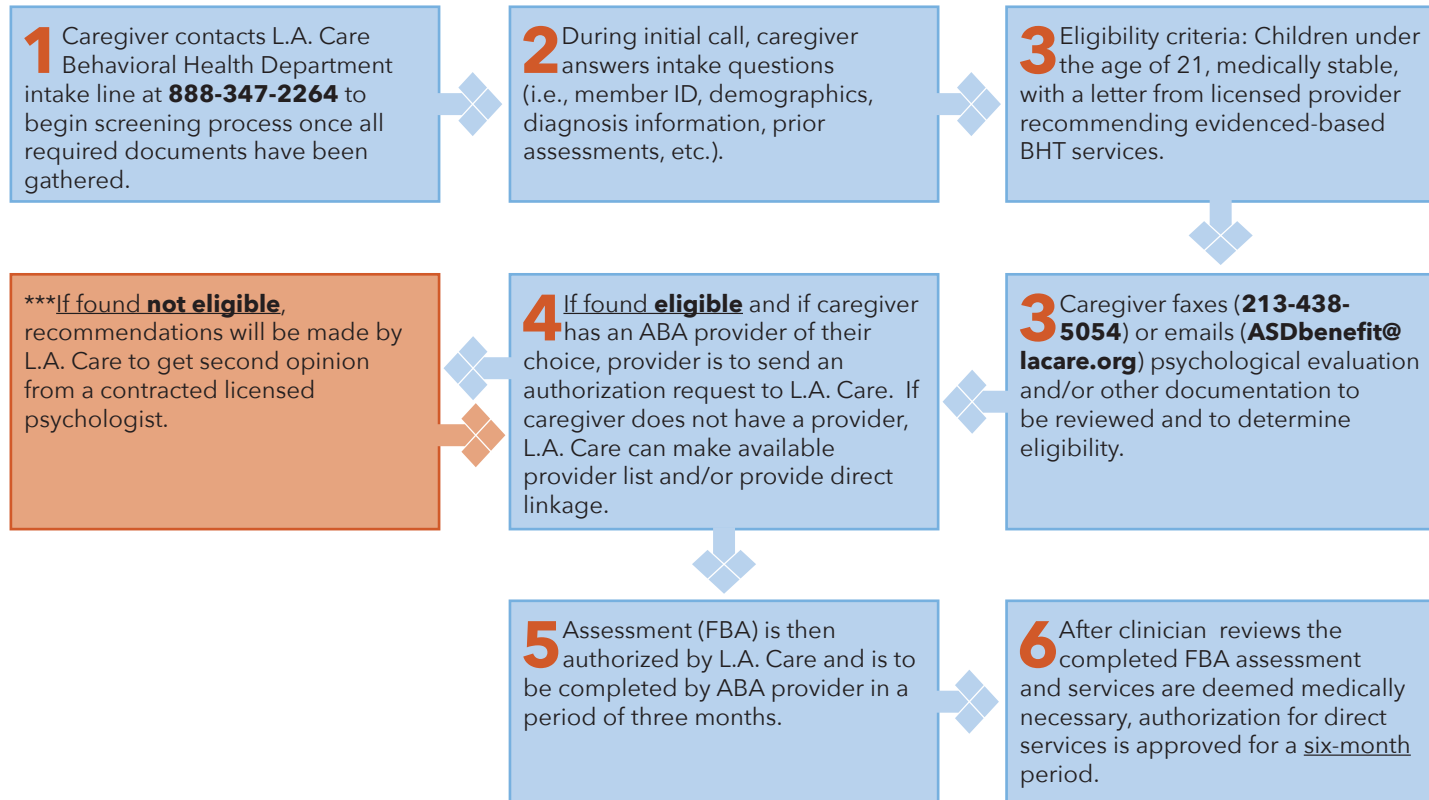 1 Caregiver contacts L.A. Care
Behavioral Health Department
intake line at 888-347-2264 to
begin screening process once all
required documents have been
gathered.
2 During initial call, caregiver
answers intake questions
(i.e., member ID, demographics,
diagnosis information, prior
assessments, etc.).
3 Eligibility criteria: Children under
the age of 21, medically stable,
with a letter from licensed provider
recommending evidenced-based
BHT services.
3 Caregiver faxes (213-438-
5054) or emails (ASDbenefit@
lacare.org) psychological evaluation
and/or other documentation to
be reviewed and to determine
eligibility.
4 If found eligible and if caregiver
has an ABA provider of their
choice, provider is to send an
authorization request to L.A. Care. If
caregiver does not have a provider,
L.A. Care can make available
provider list and/or provide direct
linkage.
***If found not eligible,
recommendations will be made by
L.A. Care to get second opinion
from a contracted licensed
psychologist.
5 Assessment (FBA) is then
authorized by L.A. Care and is to
be completed by ABA provider in a
period of three months.
6 After clinician reviews the
completed FBA assessment
and services are deemed medically
necessary, authorization for direct
services is approved for a six-month
period.